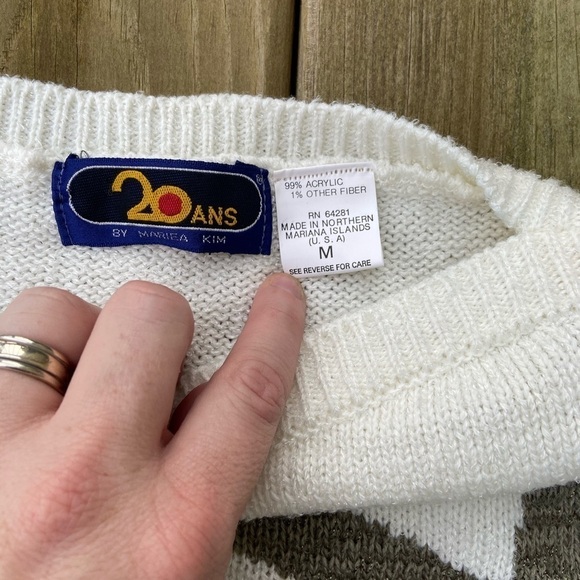 20 ANS
BY MARIEA KIM
99% ACRYLIC
1% OTHER FIBER
RN 64281
MADE IN NORTHERN
MARIANA ISLANDS
(U.S.A)
M
SEE REVERSE FOR CARE